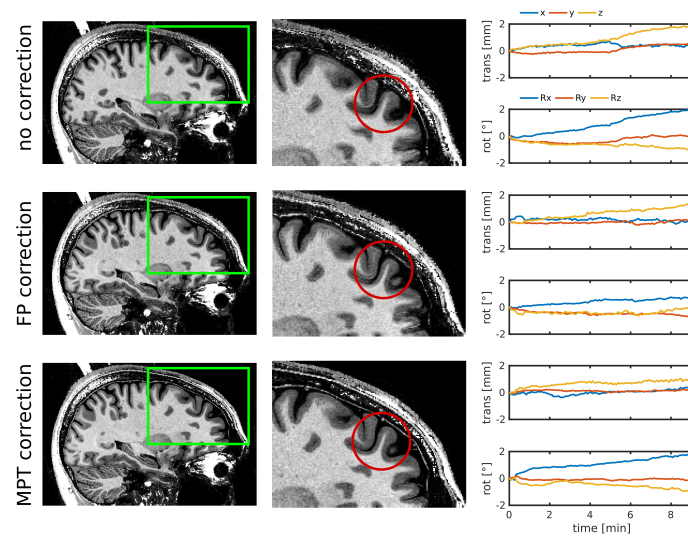 no correction
x y z
trans [mm]
2
0
-2
Rx Ry Rz
rot [°]
2
0
-2
FP correction
trans [mm]
2
0
-2
rot [°]
2
0
-2
MPT correction
trans [mm]
2
0
-2
rot [°]
2
0
-2
0 2 4 6 8
time [min]